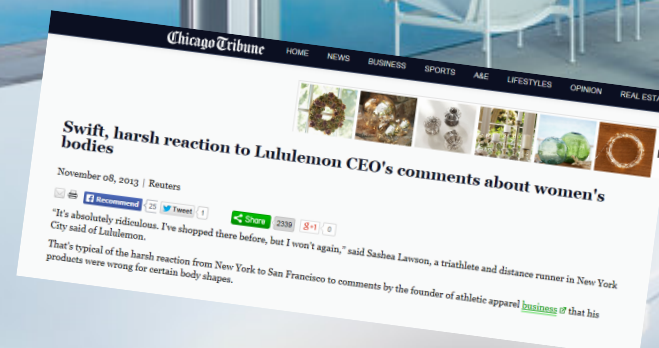 Chicago Tribune
HOME NEWS BUSINESS SPORTS A&E LIFESTYLES OPINION REAL ESTA
Swift, harsh reaction to Lululemon CEO's comments about women's
bodies
November 08, 2013 | Reuters
Recommend 25 Tweet 1 Share 2339 g+1 0
"It's absolutely ridiculous. I've shopped there before, but I won't again," said Sashea Lawson, a triathlete and distance runner in New York
City said of Lululemon.
That's typical of the harsh reaction from New York to San Francisco to comments by the founder of athletic apparel business that his
products were wrong for certain body shapes.